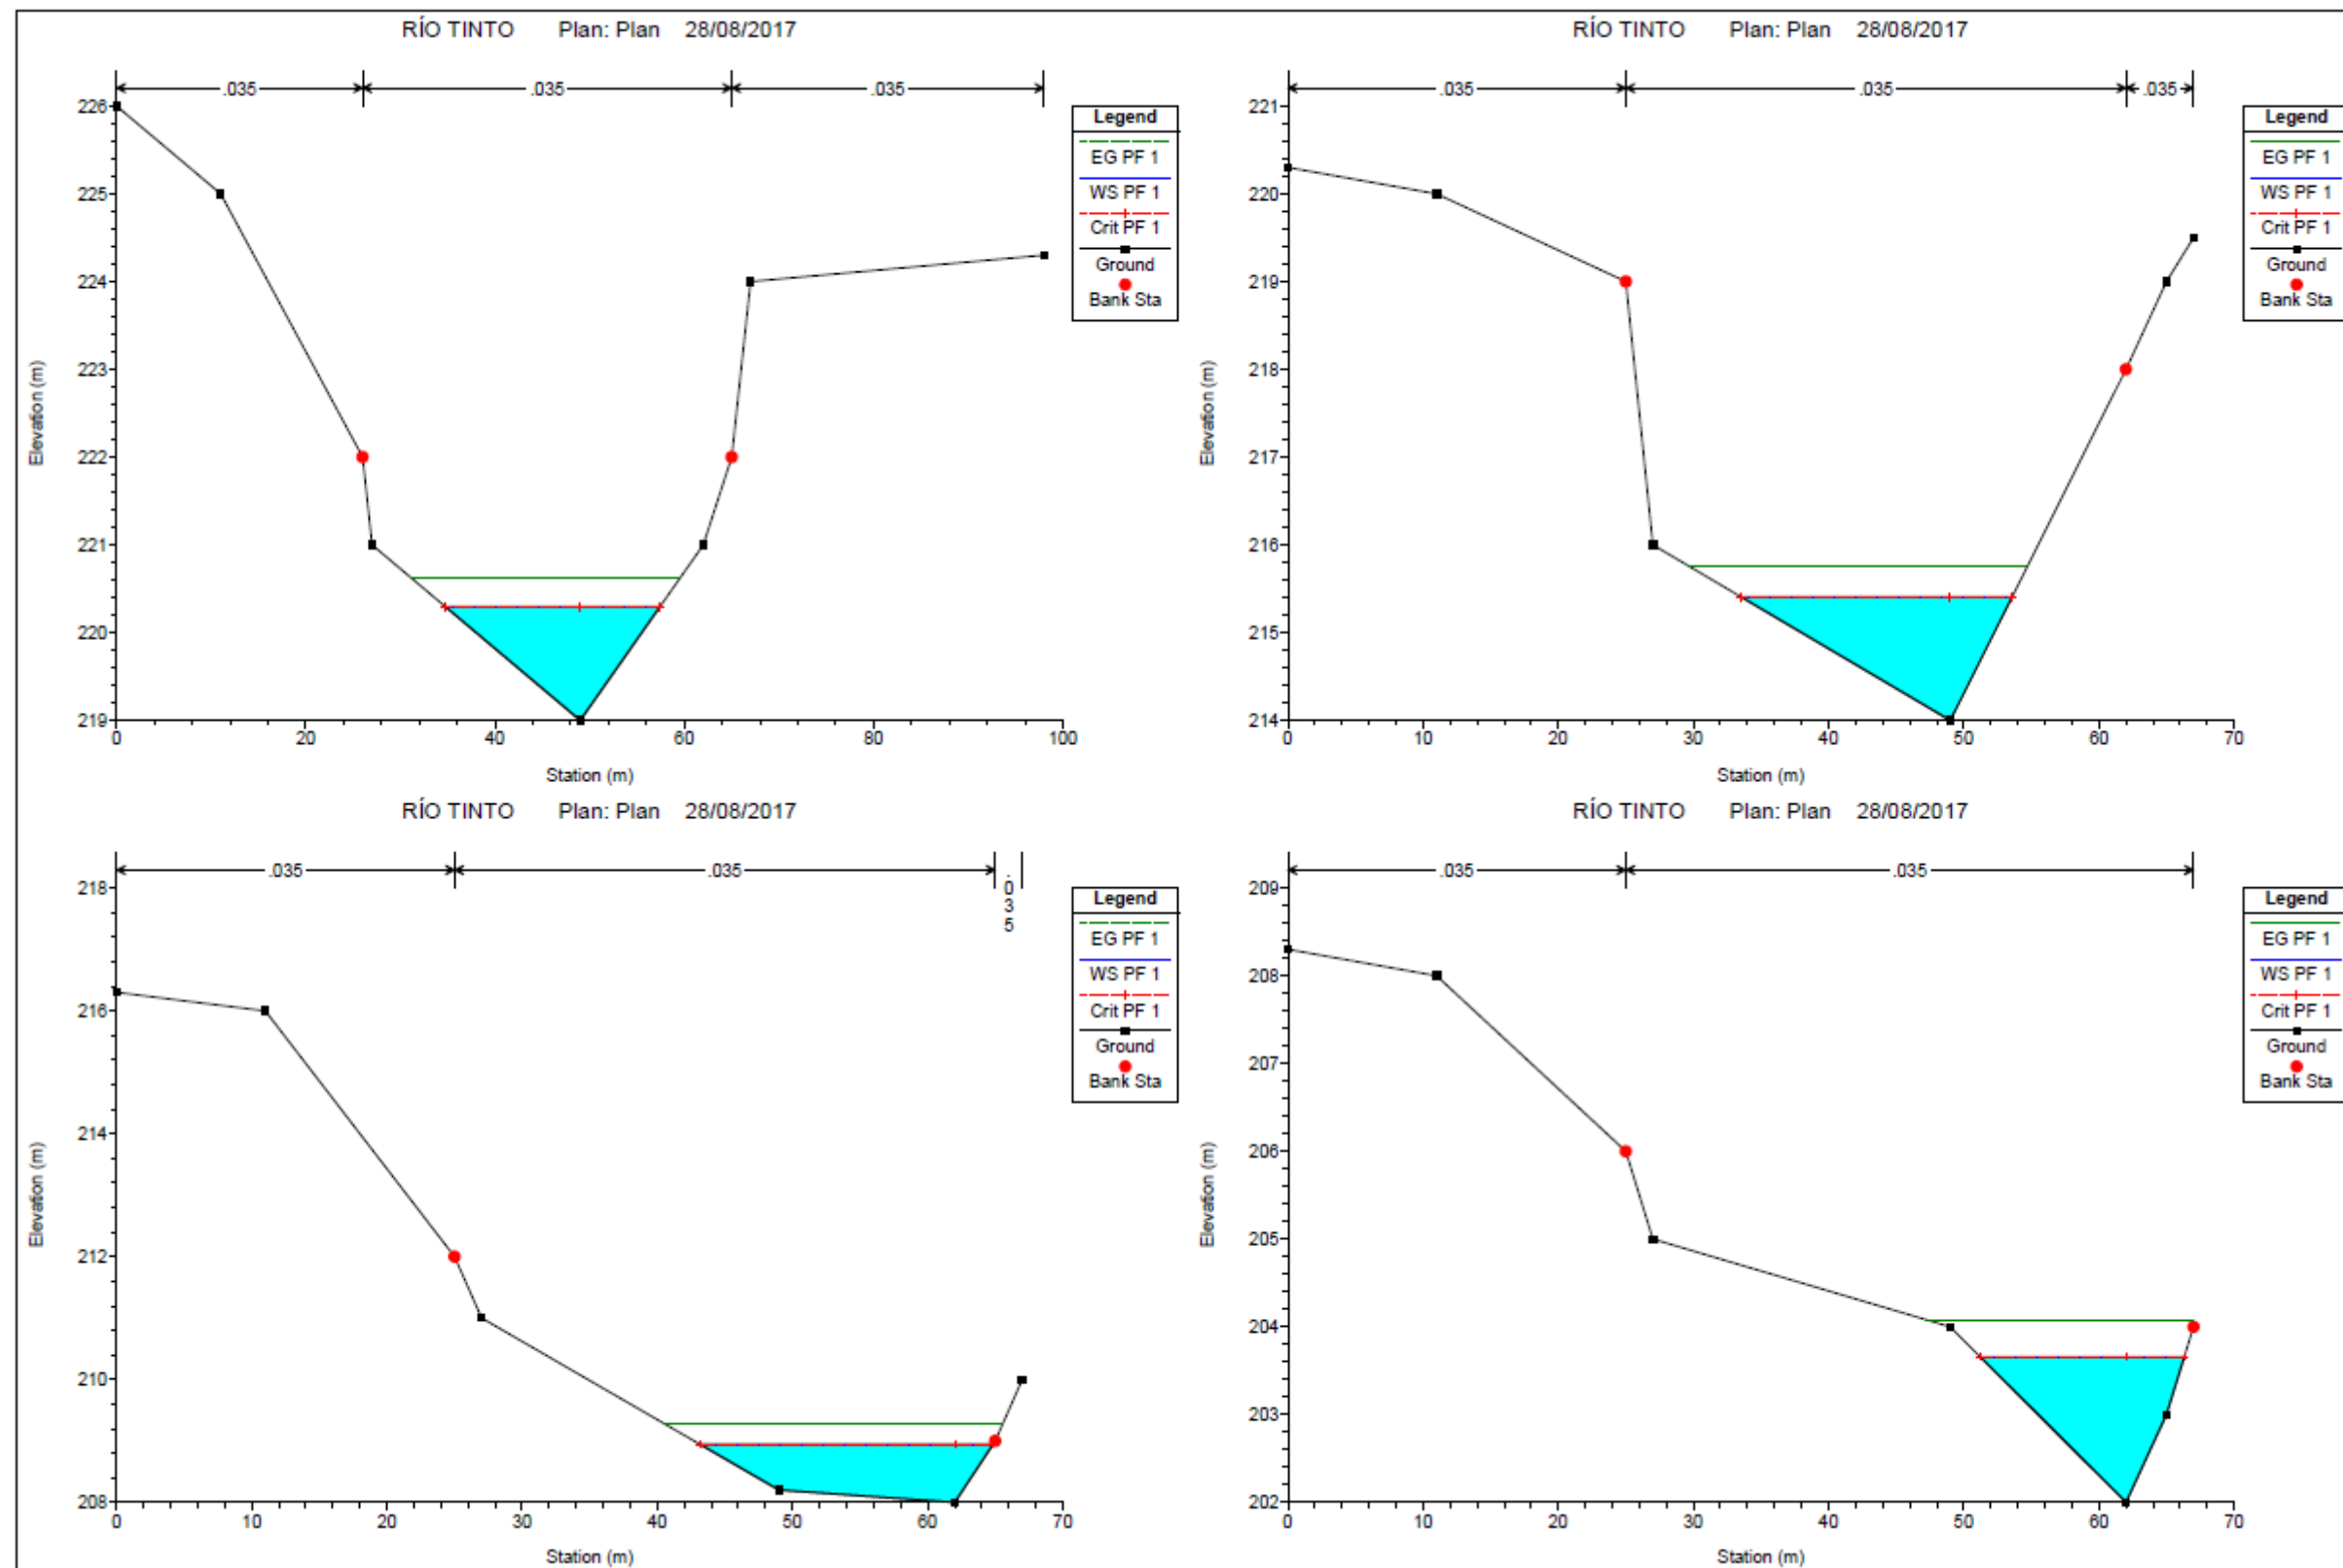 RÍO TINTO Plan: Plan 28/08/2017
.035 .035 .035
226
225
224
223
222
221
220
219
Elevation (m)
0 20 40 60 80 100
Station (m)
Legend
EG PF 1
WS PF 1
Crit PF 1
Ground
Bank Sta
RÍO TINTO Plan: Plan 28/08/2017
.035 .035 .035
221
220
219
218
217
216
215
214
Elevation (m)
0 10 20 30 40 50 60 70
Station (m)
Legend
EG PF 1
WS PF 1
Crit PF 1
Ground
Bank Sta
RÍO TINTO Plan: Plan 28/08/2017
.035 .035 .035
218
216
214
212
210
208
Elevation (m)
0 10 20 30 40 50 60 70
Station (m)
Legend
EG PF 1
WS PF 1
Crit PF 1
Ground
Bank Sta
RÍO TINTO Plan: Plan 28/08/2017
.035 .035
209
208
207
206
205
204
203
202
Elevation (m)
0 10 20 30 40 50 60 70
Station (m)
Legend
EG PF 1
WS PF 1
Crit PF 1
Ground
Bank Sta